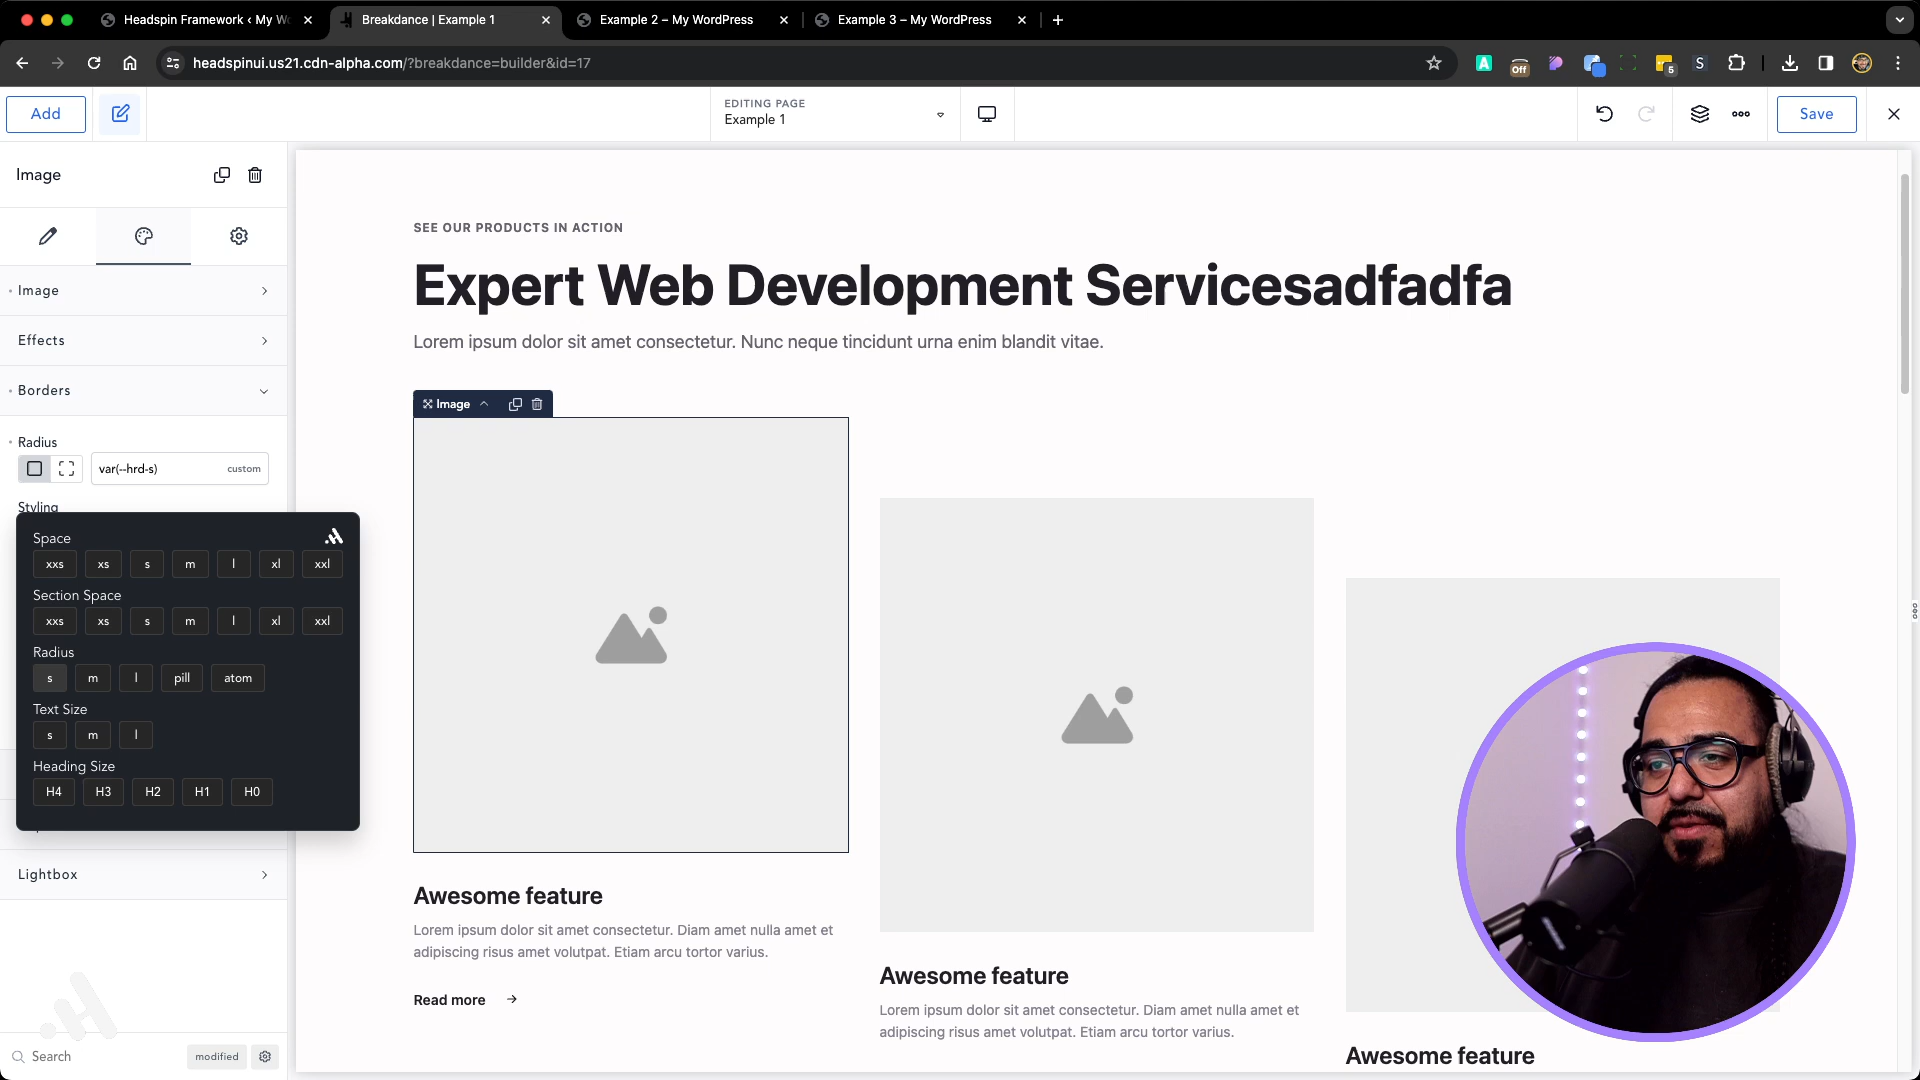 Headspin Framework ‹ My Wo
Breakdance | Example 1
Example 2 – My WordPress
Example 3 – My WordPress
headspinui.us21.cdn-alpha.com/?breakdance=builder&id=17
A
Off
5
S
Add
EDITING PAGE
Example 1
Save
Image
Image
Effects
Borders
Radius
var(--hrd-s)
custom
Styling
Space
xxs xs s m l xl xxl
Section Space
xxs xs s m l xl xxl
Radius
s m l pill atom
Text Size
s m l
Heading Size
H4 H3 H2 H1 H0
Lightbox
Search
modified
SEE OUR PRODUCTS IN ACTION
Expert Web Development Servicesadfadfa
Lorem ipsum dolor sit amet consectetur. Nunc neque tincidunt urna enim blandit vitae.
Image
Awesome feature
Lorem ipsum dolor sit amet consectetur. Diam amet nulla amet et
adipiscing risus amet volutpat. Etiam arcu tortor varius.
Read more
Awesome feature
Lorem ipsum dolor sit amet consectetur. Diam amet nulla amet et
adipiscing risus amet volutpat. Etiam arcu tortor varius.
Awesome feature